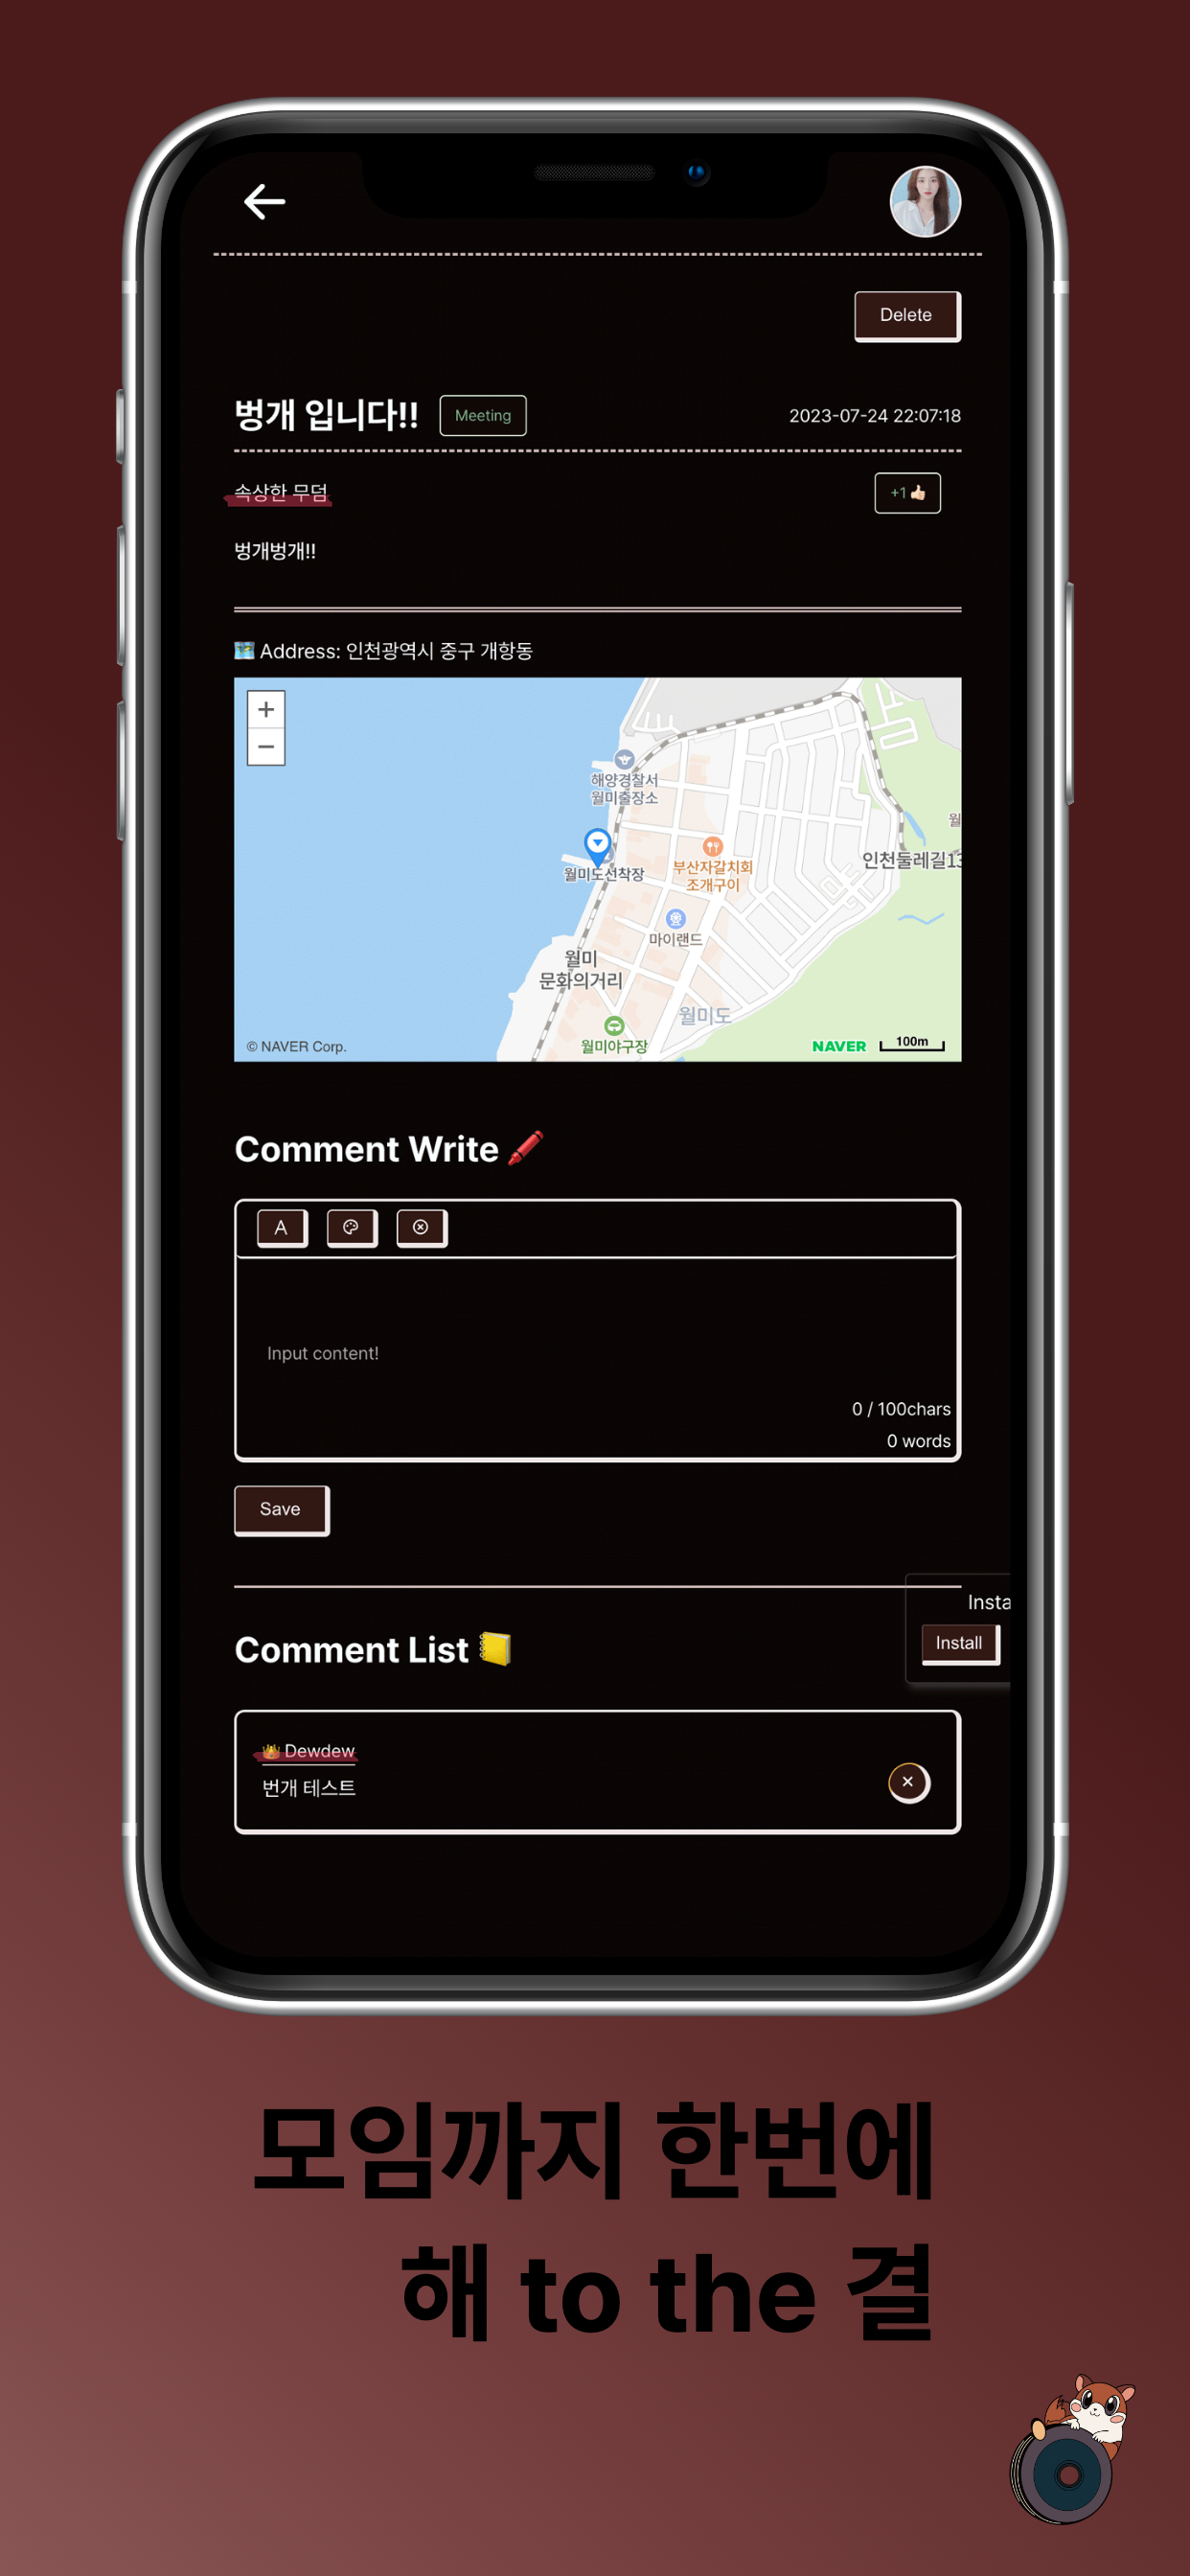 Delete
벙개 입니다!!
Meeting
2023-07-24 22:07:18
속상한 무덤
+1
벙개벙개!!
Address: 인천광역시 중구 개항동
+
−
해양경찰서
월미출장소
월
인천둘레길13
월미도선착장
부산자갈치회
조개구이
마이랜드
월미
문화의거리
월미도
월미야구장
© NAVER Corp.
NAVER
100m
Comment Write
A
Input content!
0 / 100chars
0 words
Save
Insta
Install
Comment List
Dewdew
번개 테스트
모임까지 한번에
해 to the 결